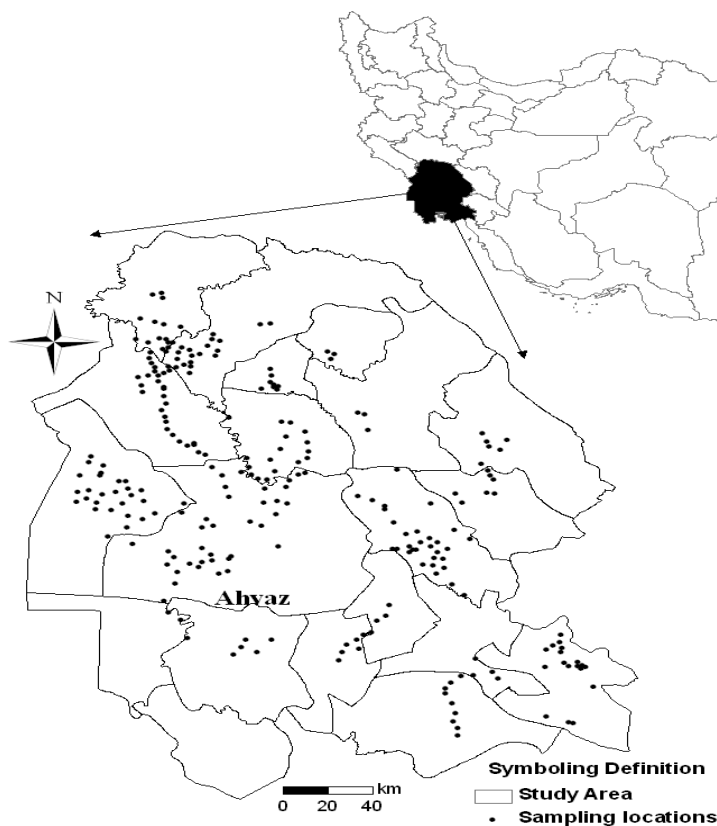 N
Ahvaz
km
0 20 40
Symboling Definition
Study Area
Sampling locations